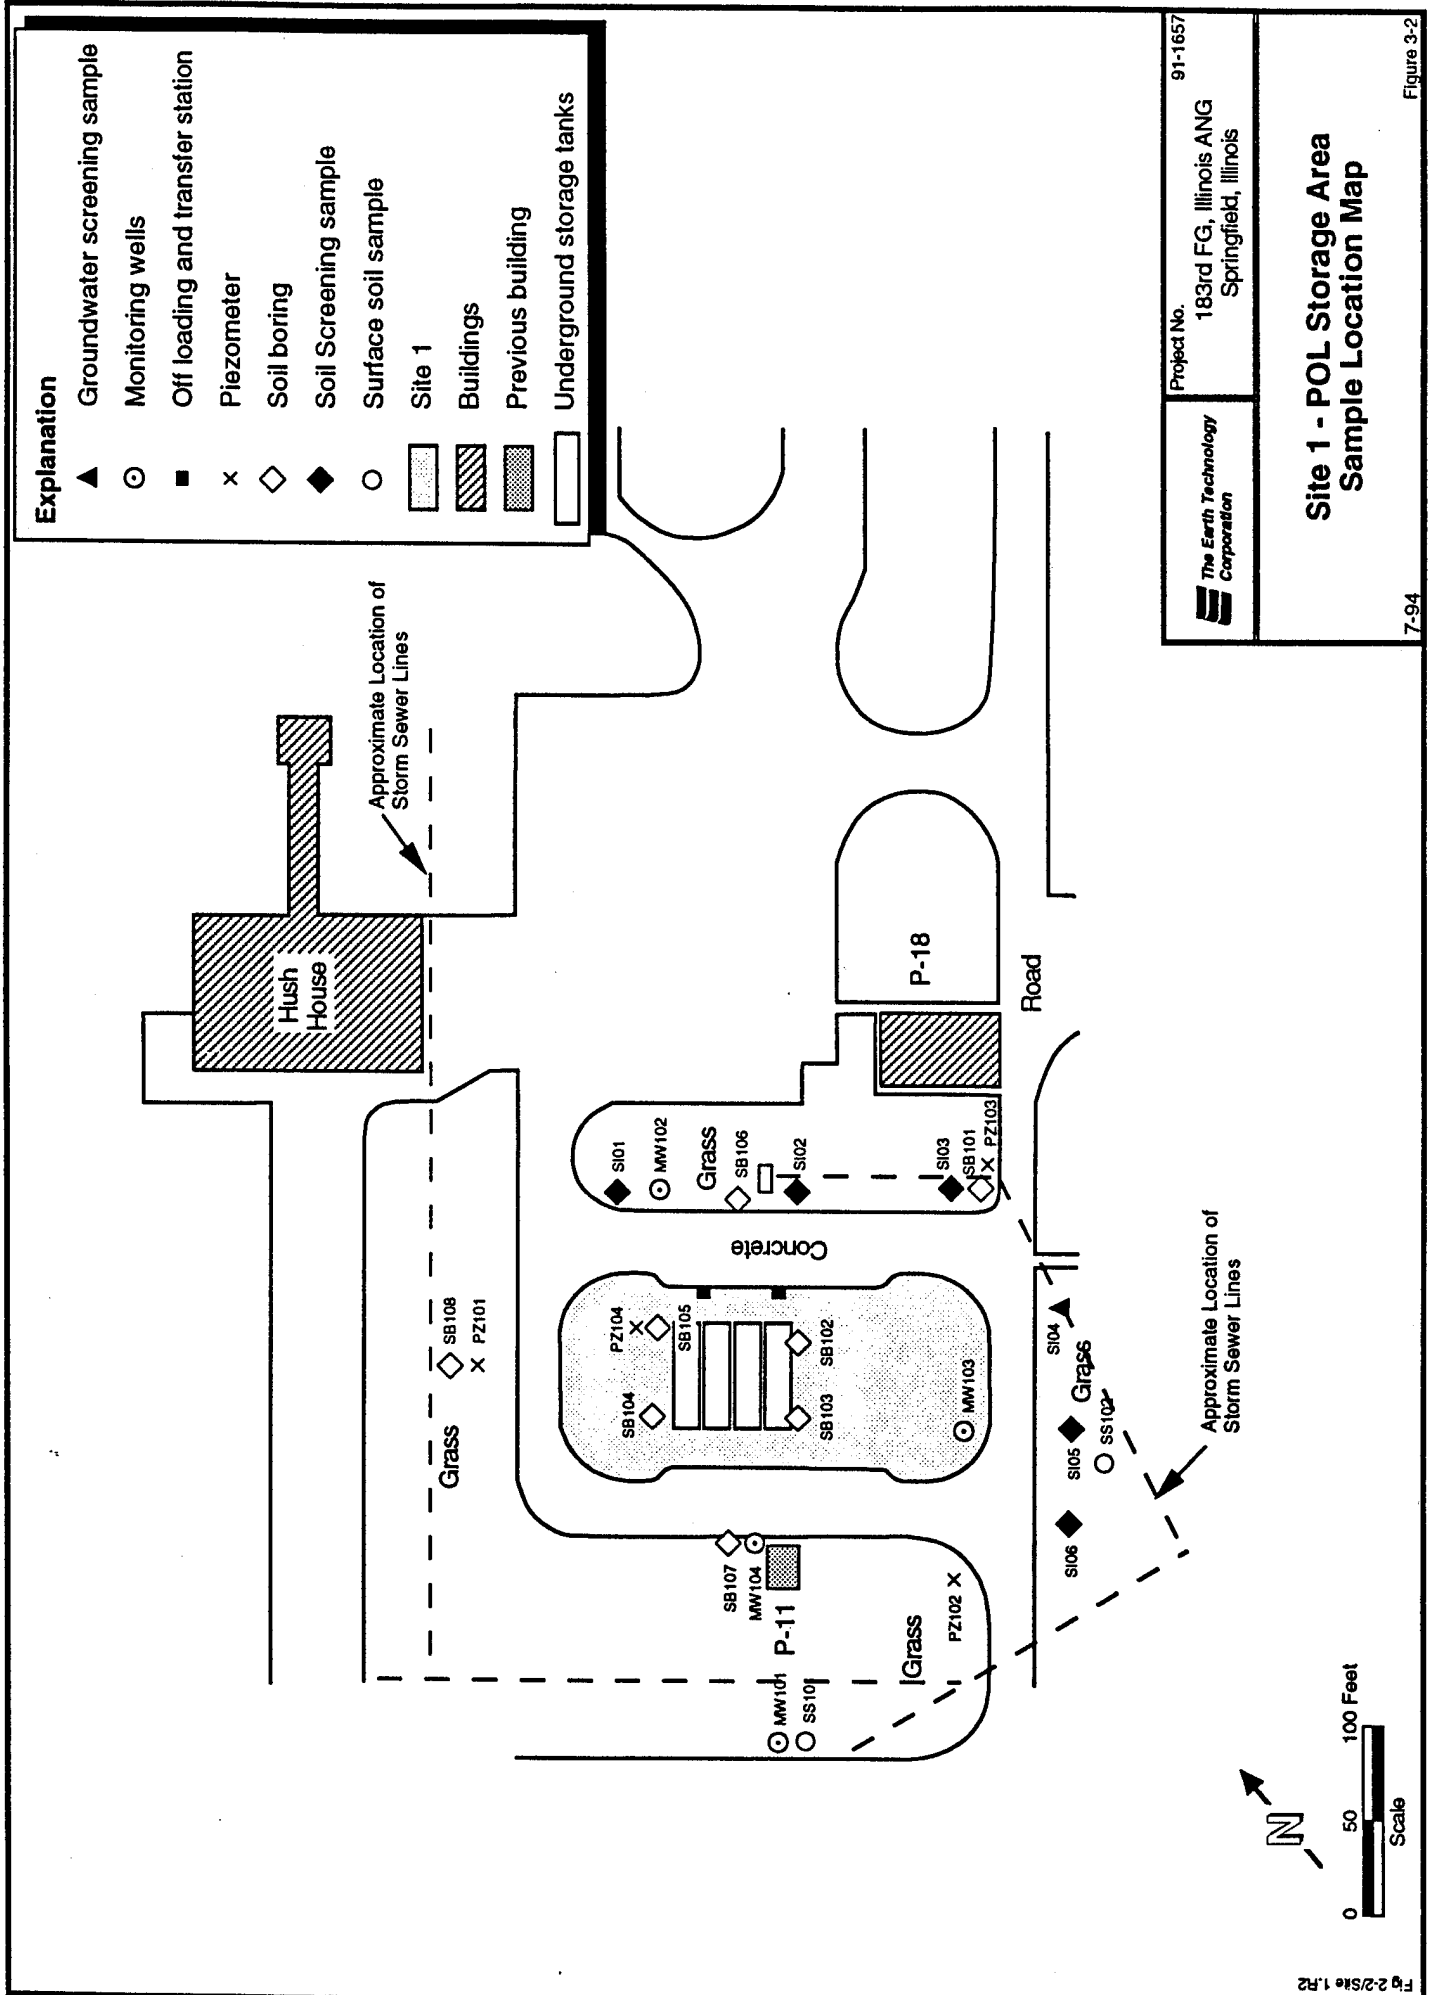 Explanation
Groundwater screening sample
Monitoring wells
Off loading and transfer station
Piezometer
Soil boring
Soil Screening sample
Surface soil sample
Site 1
Buildings
Previous building
Underground storage tanks
Hush
House
Approximate Location of
Storm Sewer Lines
Grass
SB108
PZ101
SI01
MW102
Grass
SB106
SI02
SI03
SB101
PZ103
P-18
Road
Concrete
PZ104
SB105
SB104
SB102
SB103
MW103
SB107
MW104
P-11
MW101
SS101
Grass
PZ102
SI04
Grass
SI05
SS102
SI06
Approximate Location of
Storm Sewer Lines
N
0 50 100 Feet
Scale
The Earth Technology
Corporation
Project No. 91-1657
183rd FG, Illinois ANG
Springfield, Illinois
Site 1 - POL Storage Area
Sample Location Map
7-94 Figure 3-2
Fig 2-2/Site 1.R2